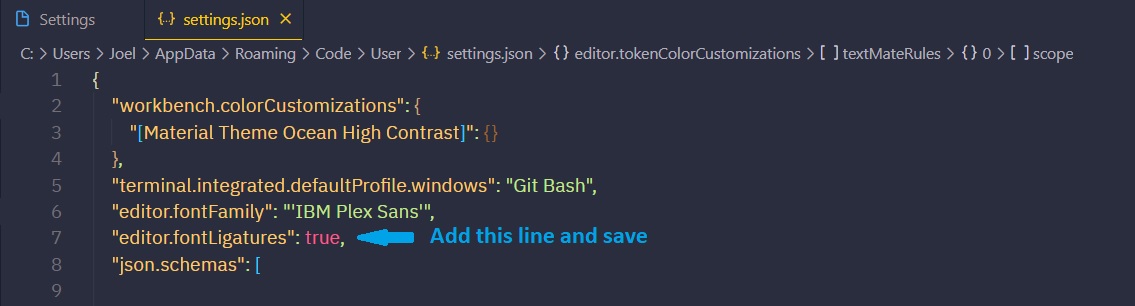 Settings
{..} settings.json ×
C: > Users > Joel > AppData > Roaming > Code > User > {..} settings.json > {} editor.tokenColorCustomizations > [ ] textMateRules > {} 0 > [ ] scope
1 {
2 "workbench.colorCustomizations": {
3 "[Material Theme Ocean High Contrast]": {}
4 },
5 "terminal.integrated.defaultProfile.windows": "Git Bash",
6 "editor.fontFamily": "'IBM Plex Sans'",
7 "editor.fontLigatures": true, Add this line and save
8 "json.schemas": [
9